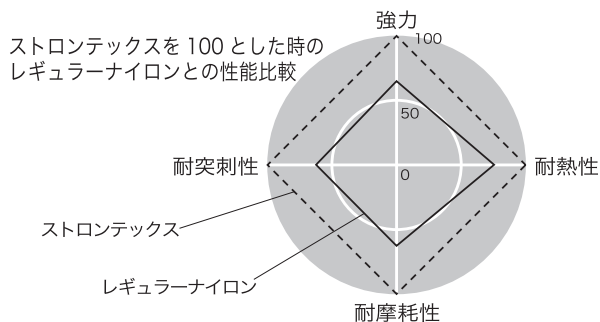 強力
100
ストロンテックスを 100 とした時の
レギュラーナイロンとの性能比較
50
耐突刺性
0
耐熱性
ストロンテックス
レギュラーナイロン
耐摩耗性